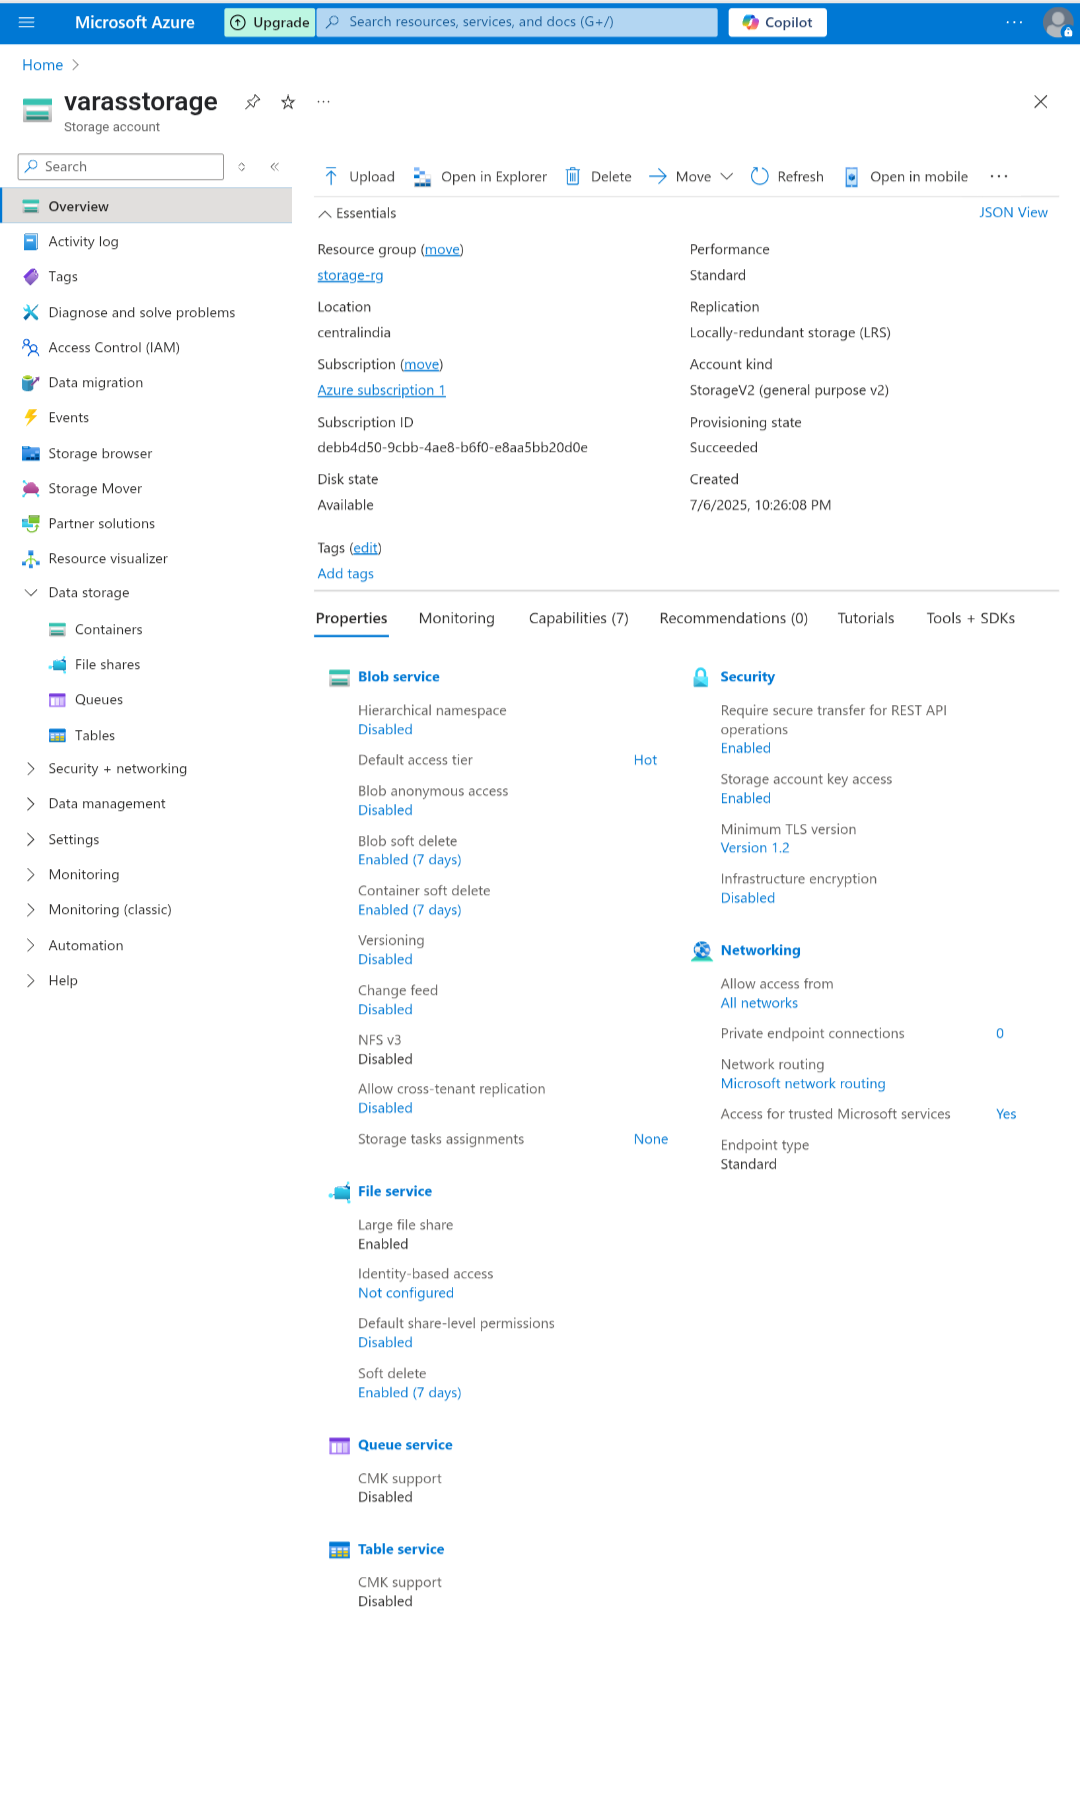 Microsoft Azure
Upgrade
Search resources, services, and docs (G+/)
Copilot
Home
varasstorage
Storage account
Search
Overview
Activity log
Tags
Diagnose and solve problems
Access Control (IAM)
Data migration
Events
Storage browser
Storage Mover
Partner solutions
Resource visualizer
Data storage
Containers
File shares
Queues
Tables
Security + networking
Data management
Settings
Monitoring
Monitoring (classic)
Automation
Help
Upload
Open in Explorer
Delete
Move
Refresh
Open in mobile
Essentials
JSON View
Resource group (move)
storage-rg
Location
centralindia
Subscription (move)
Azure subscription 1
Subscription ID
debb4d50-9cbb-4ae8-b6f0-e8aa5bb20d0e
Disk state
Available
Performance
Standard
Replication
Locally-redundant storage (LRS)
Account kind
StorageV2 (general purpose v2)
Provisioning state
Succeeded
Created
7/6/2025, 10:26:08 PM
Tags (edit)
Add tags
Properties
Monitoring
Capabilities (7)
Recommendations (0)
Tutorials
Tools + SDKs
Blob service
Hierarchical namespace
Disabled
Default access tier Hot
Blob anonymous access
Disabled
Blob soft delete
Enabled (7 days)
Container soft delete
Enabled (7 days)
Versioning
Disabled
Change feed
Disabled
NFS v3
Disabled
Allow cross-tenant replication
Disabled
Storage tasks assignments None
File service
Large file share
Enabled
Identity-based access
Not configured
Default share-level permissions
Disabled
Soft delete
Enabled (7 days)
Queue service
CMK support
Disabled
Table service
CMK support
Disabled
Security
Require secure transfer for REST API
operations
Enabled
Storage account key access
Enabled
Minimum TLS version
Version 1.2
Infrastructure encryption
Disabled
Networking
Allow access from
All networks
Private endpoint connections 0
Network routing
Microsoft network routing
Access for trusted Microsoft services Yes
Endpoint type
Standard